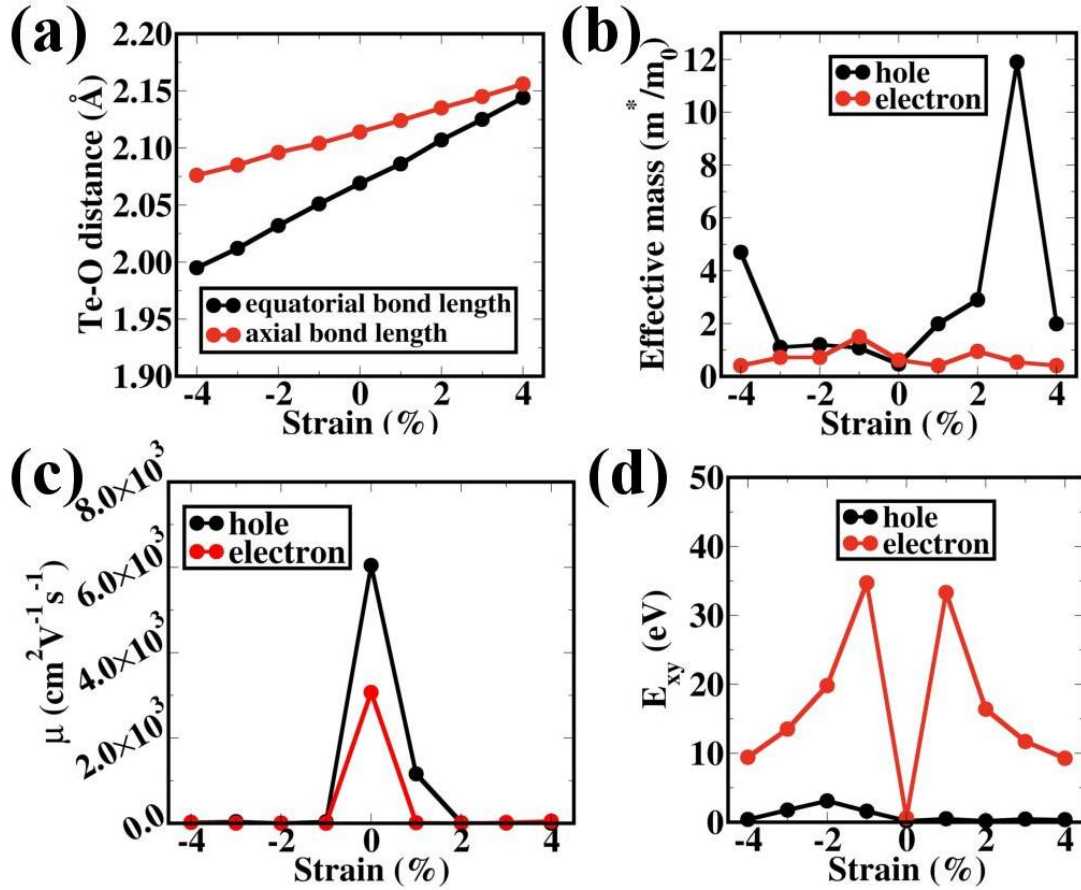 (a)
2.20
2.15
2.10
2.05
2.00
1.95
1.90
Te-O distance (Å)
equatorial bond length
axial bond length
-4 -2 0 2 4
Strain (%)
(b)
12
10
8
6
4
2
0
Effective mass (m*/m0)
hole
electron
-4 -2 0 2 4
Strain (%)
(c)
8.0×10³
6.0×10³
4.0×10³
2.0×10³
0.0
μ (cm²V⁻¹s⁻¹)
hole
electron
-4 -2 0 2 4
Strain (%)
(d)
50
40
30
20
10
0
Exy (eV)
hole
electron
-4 -2 0 2 4
Strain (%)